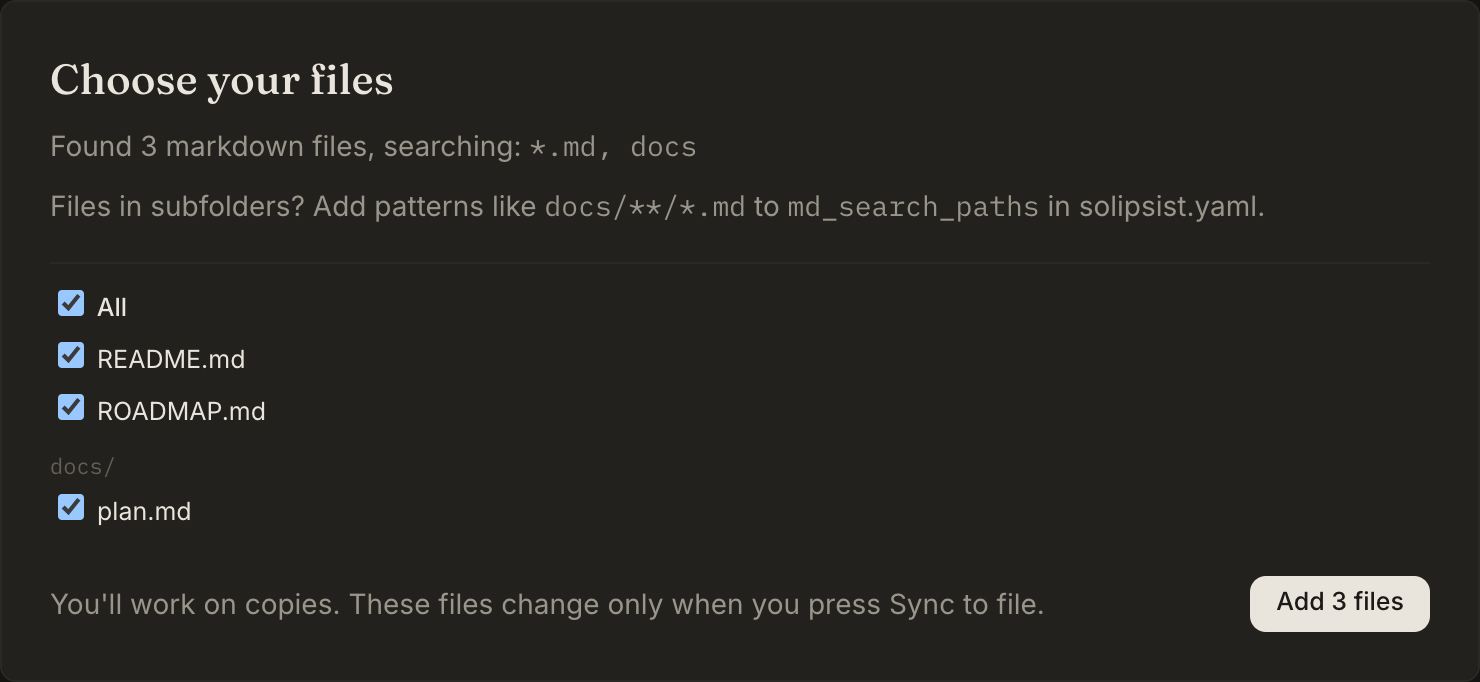 Choose your files
Found 3 markdown files, searching: *.md, docs
Files in subfolders? Add patterns like docs/**/*.md to md_search_paths in solipsist.yaml.
All
README.md
ROADMAP.md
docs/
plan.md
You'll work on copies. These files change only when you press Sync to file.
Add 3 files